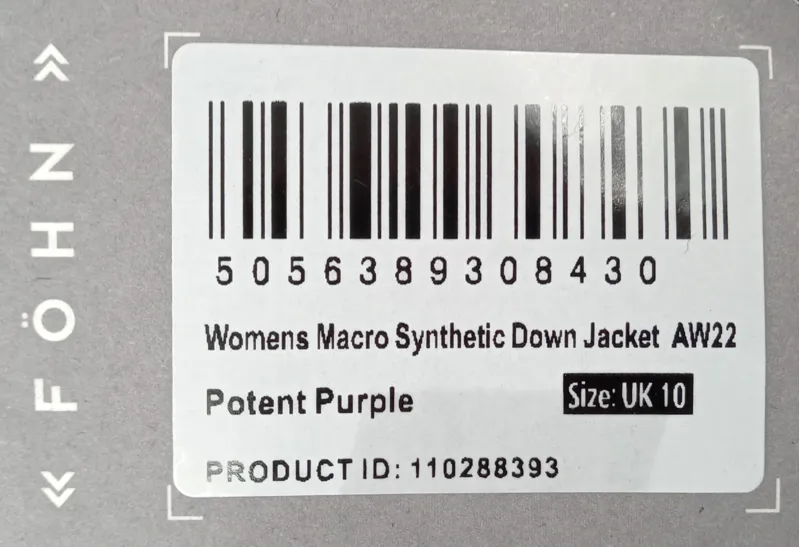 FÖHN
5056389308430
Womens Macro Synthetic Down Jacket AW22
Potent Purple
Size: UK 10
PRODUCT ID: 110288393